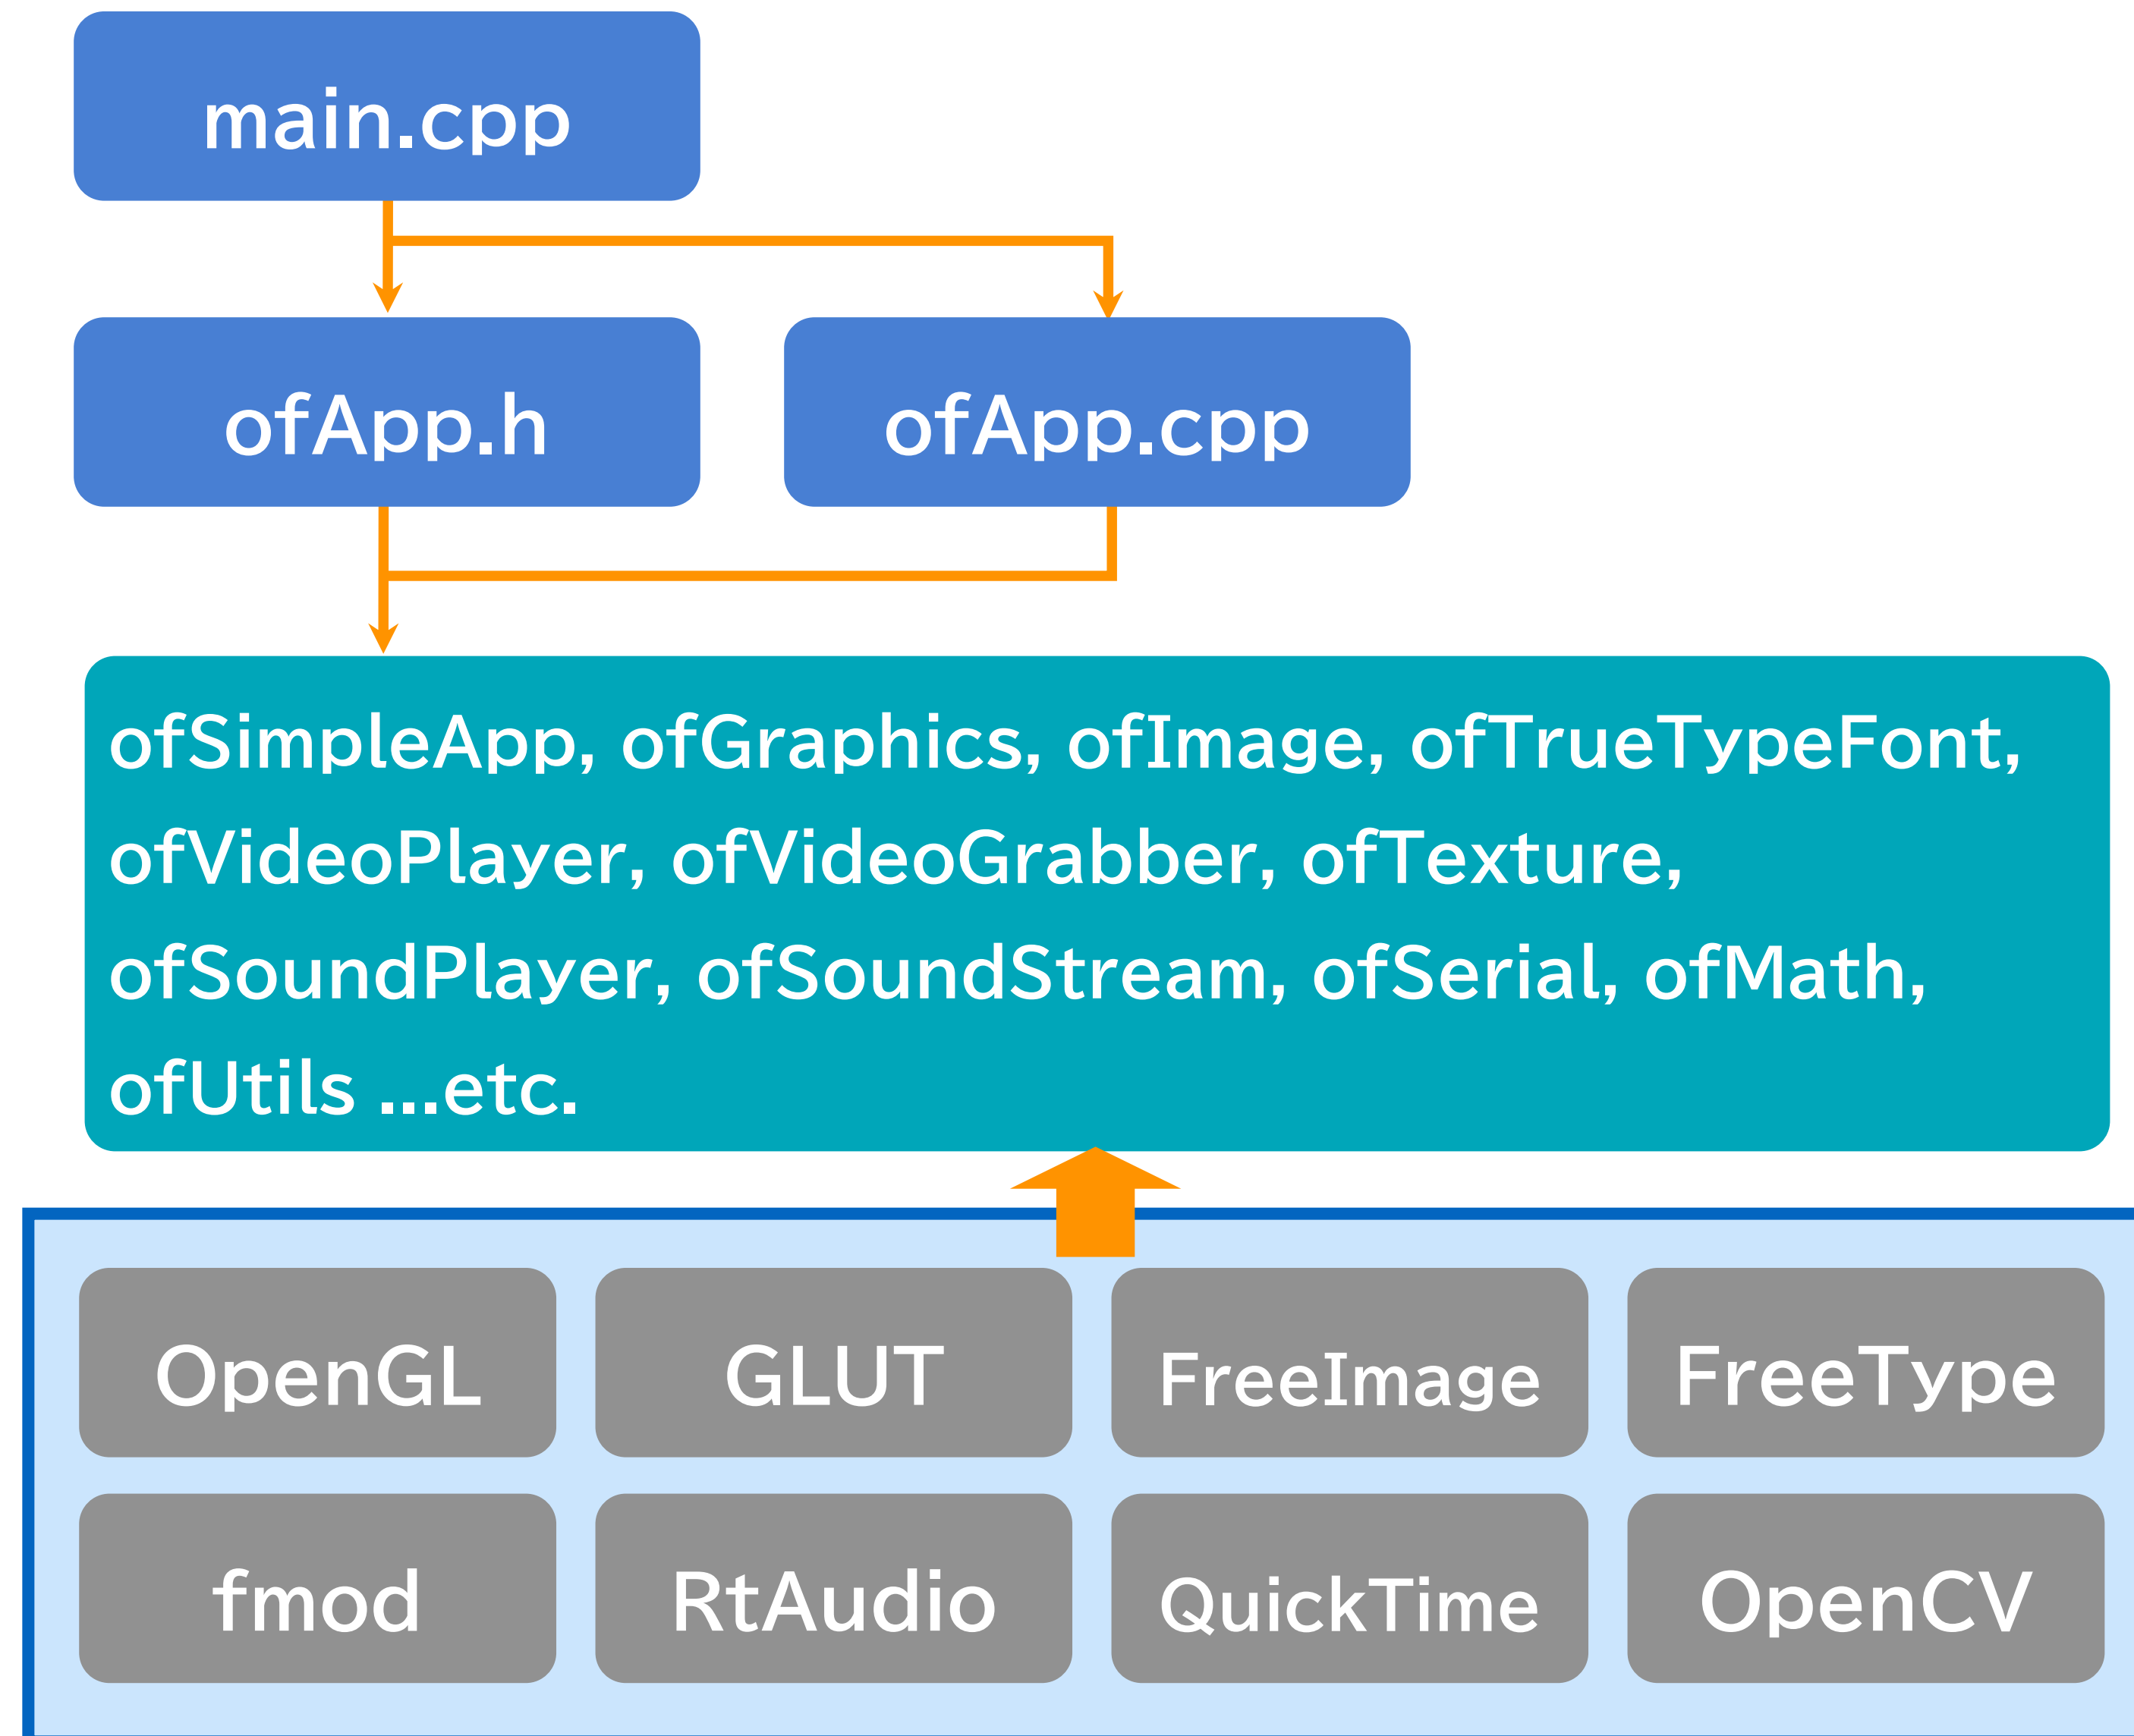 main.cpp
ofApp.h
ofApp.cpp
ofSimpleApp, ofGraphics, ofImage, ofTrueTypeFont,
ofVideoPlayer, ofVideoGrabber, ofTexture,
ofSoundPlayer, ofSoundStream, ofSerial, ofMath,
ofUtils ...etc.
OpenGL
GLUT
FreeImage
FreeType
fmod
RtAudio
QuickTime
OpenCV